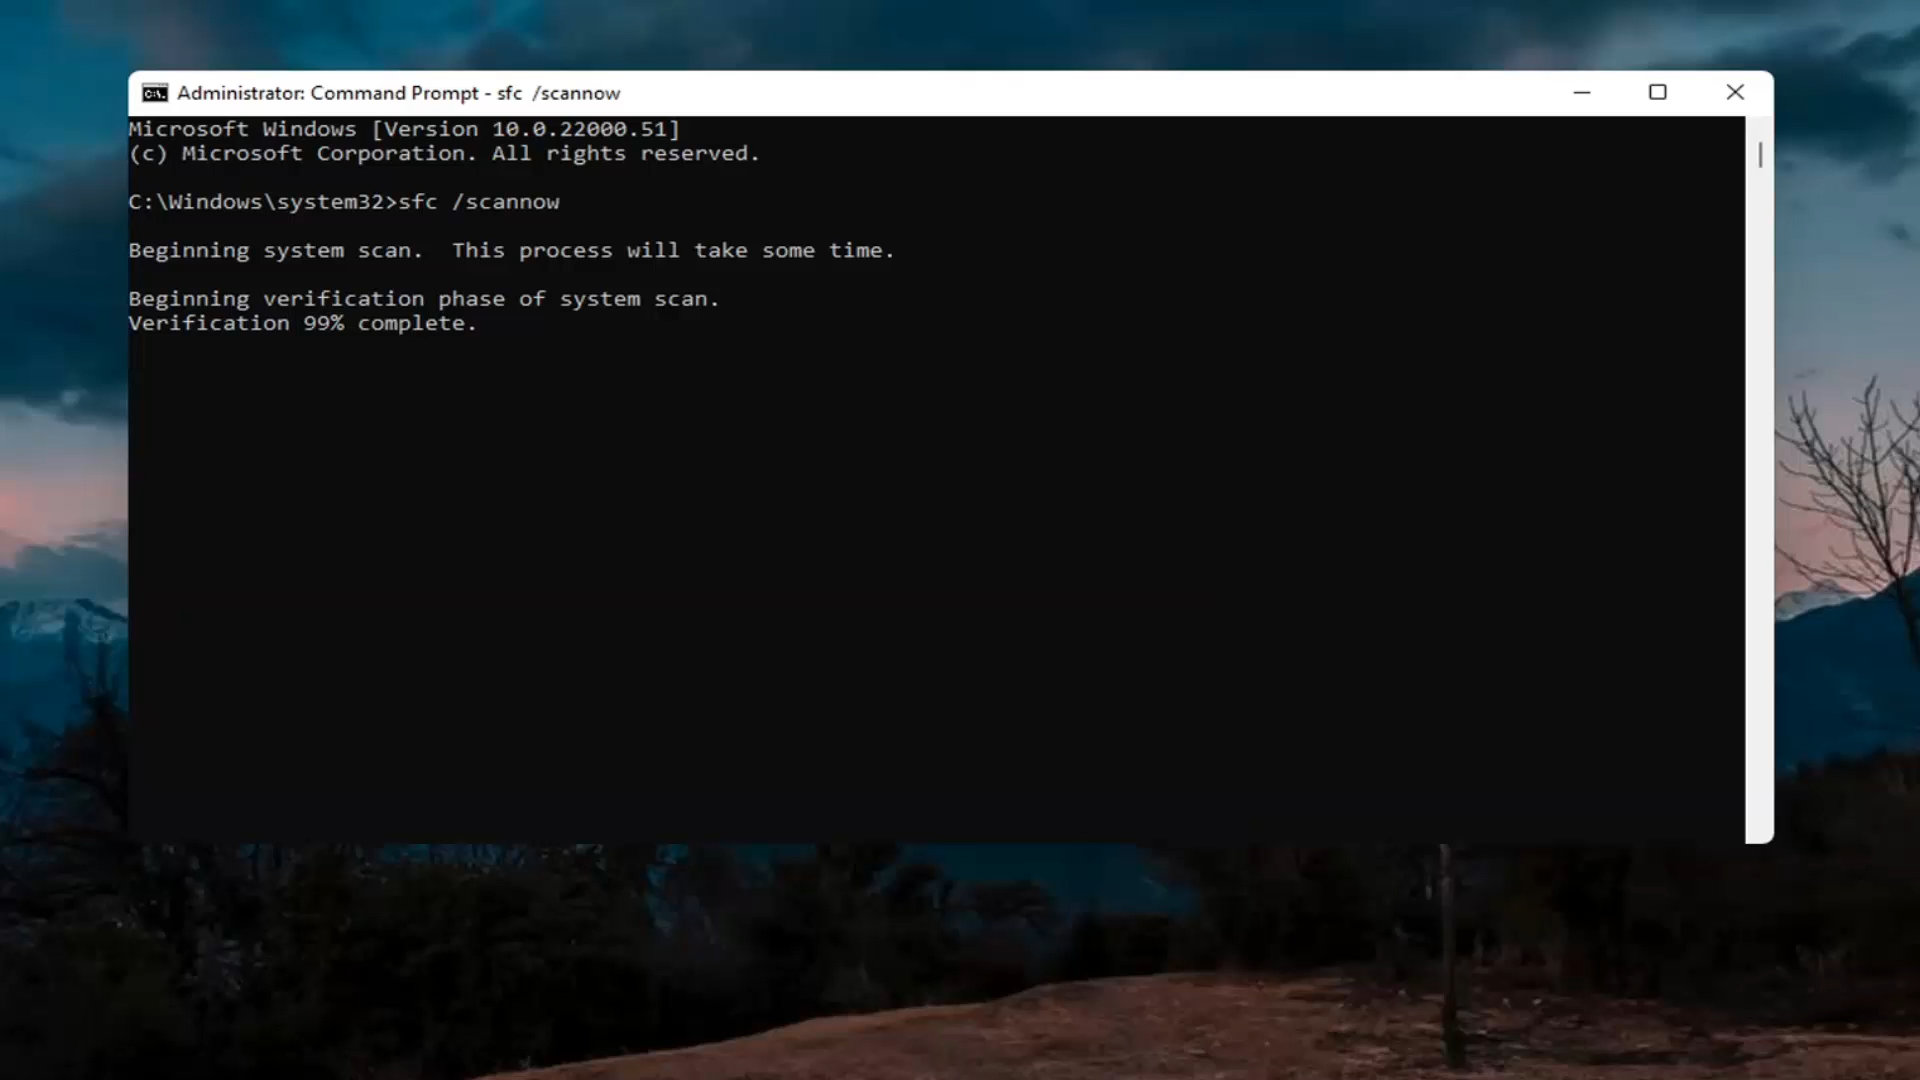 Administrator: Command Prompt - sfc  /scannow
Microsoft Windows [Version 10.0.22000.51]
(c) Microsoft Corporation. All rights reserved.
C:\Windows\system32>sfc /scannow
Beginning system scan.  This process will take some time.
Beginning verification phase of system scan.
Verification 99% complete.